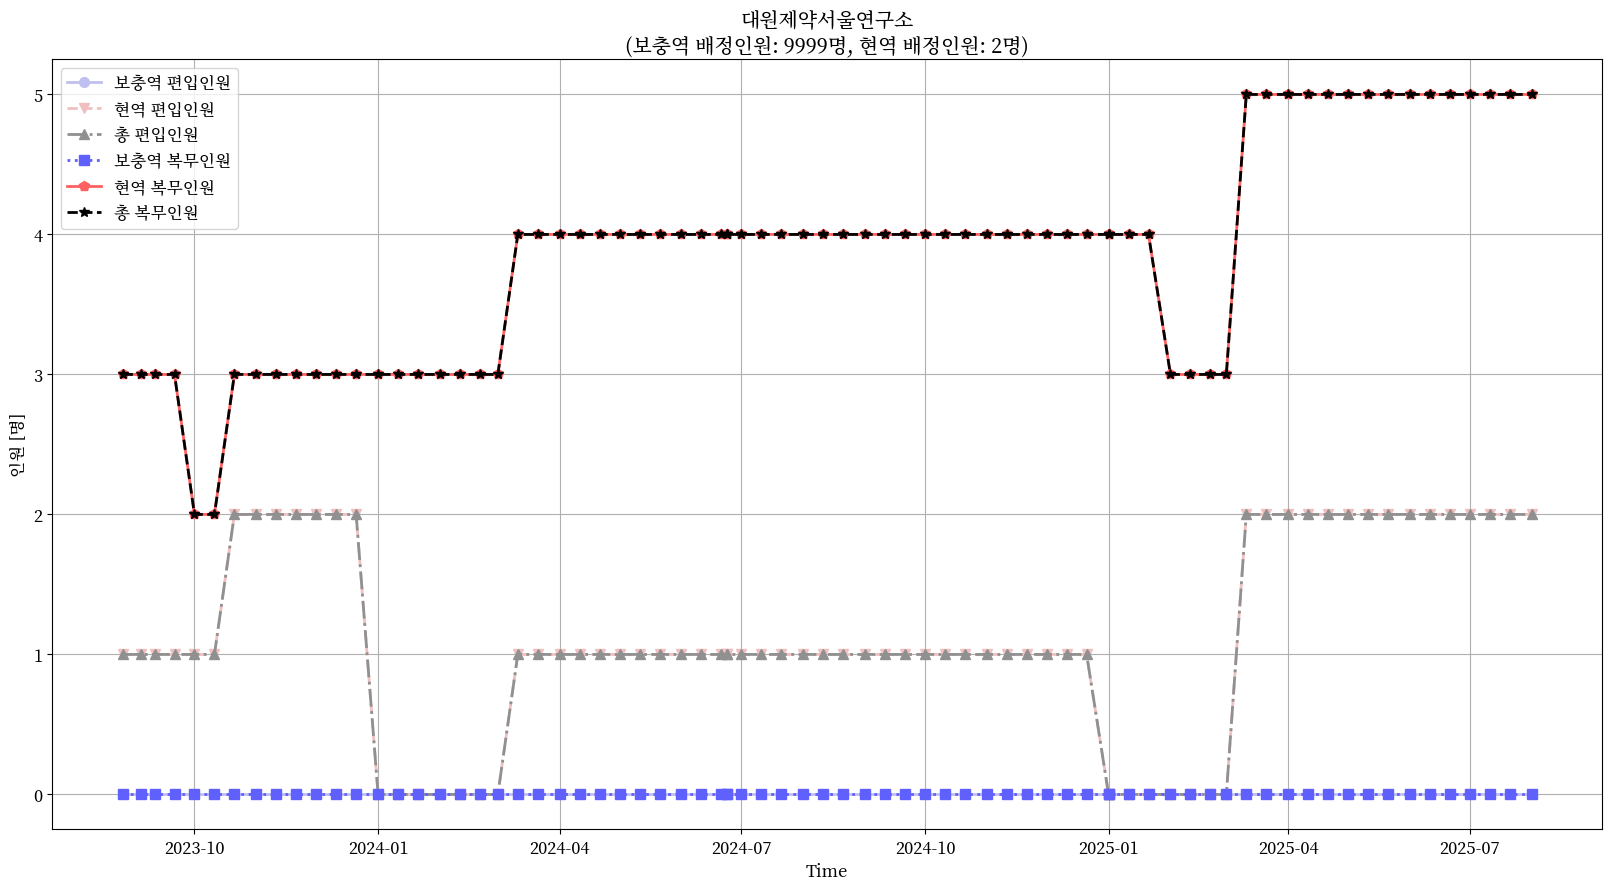 대원제약서울연구소
(보충역 배정인원: 9999명, 현역 배정인원: 2명)
보충역 편입인원
현역 편입인원
총 편입인원
보충역 복무인원
현역 복무인원
총 복무인원
인원 [명]
5
4
3
2
1
0
2023-10
2024-01
2024-04
2024-07
2024-10
2025-01
2025-04
2025-07
Time